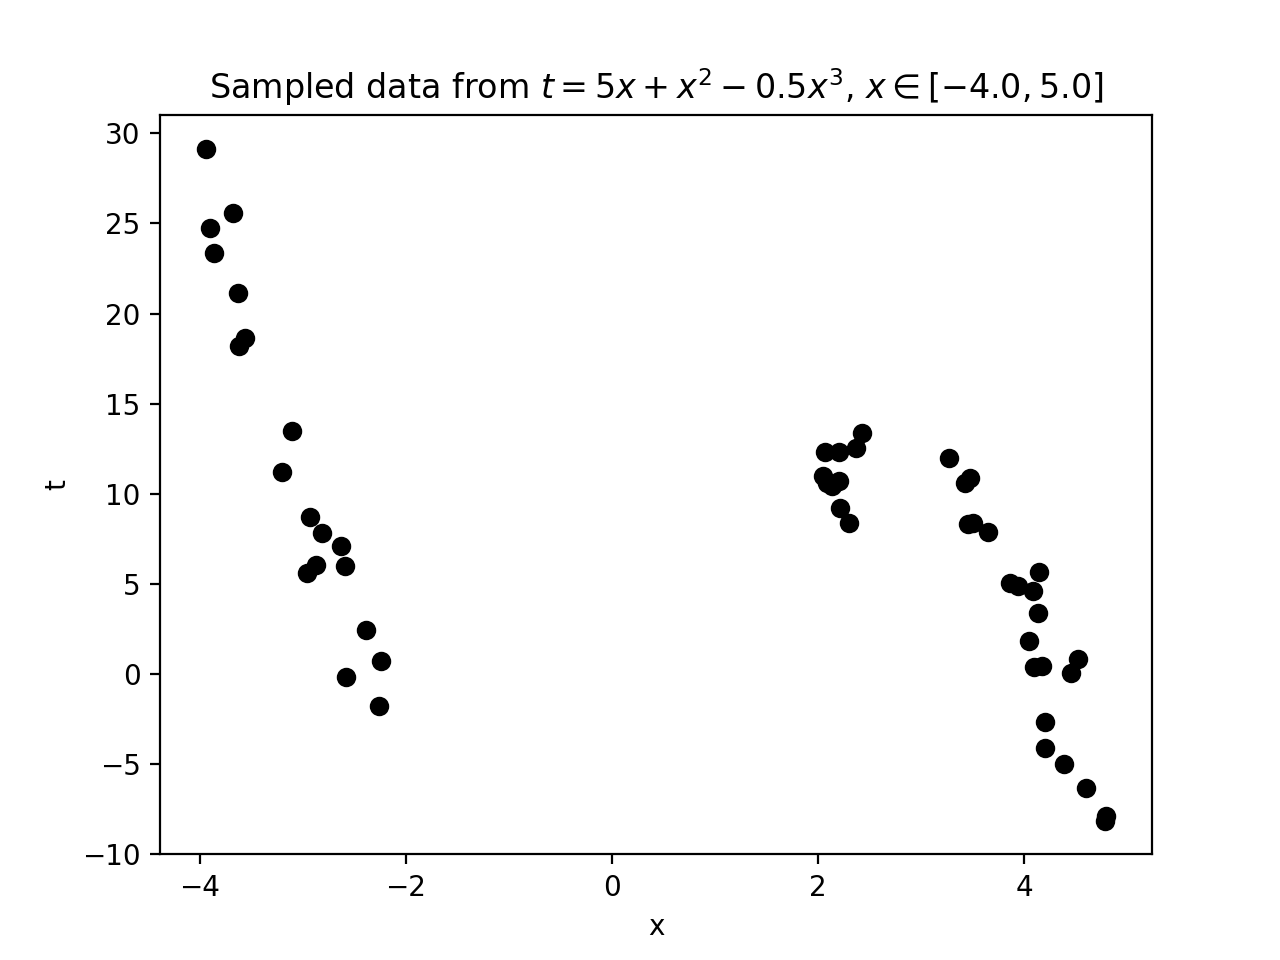 Sampled data from t = 5x + x² − 0.5x³, x ∈ [−4.0, 5.0]
30
25
20
15
10
5
0
−5
−10
t
−4 −2 0 2 4
x